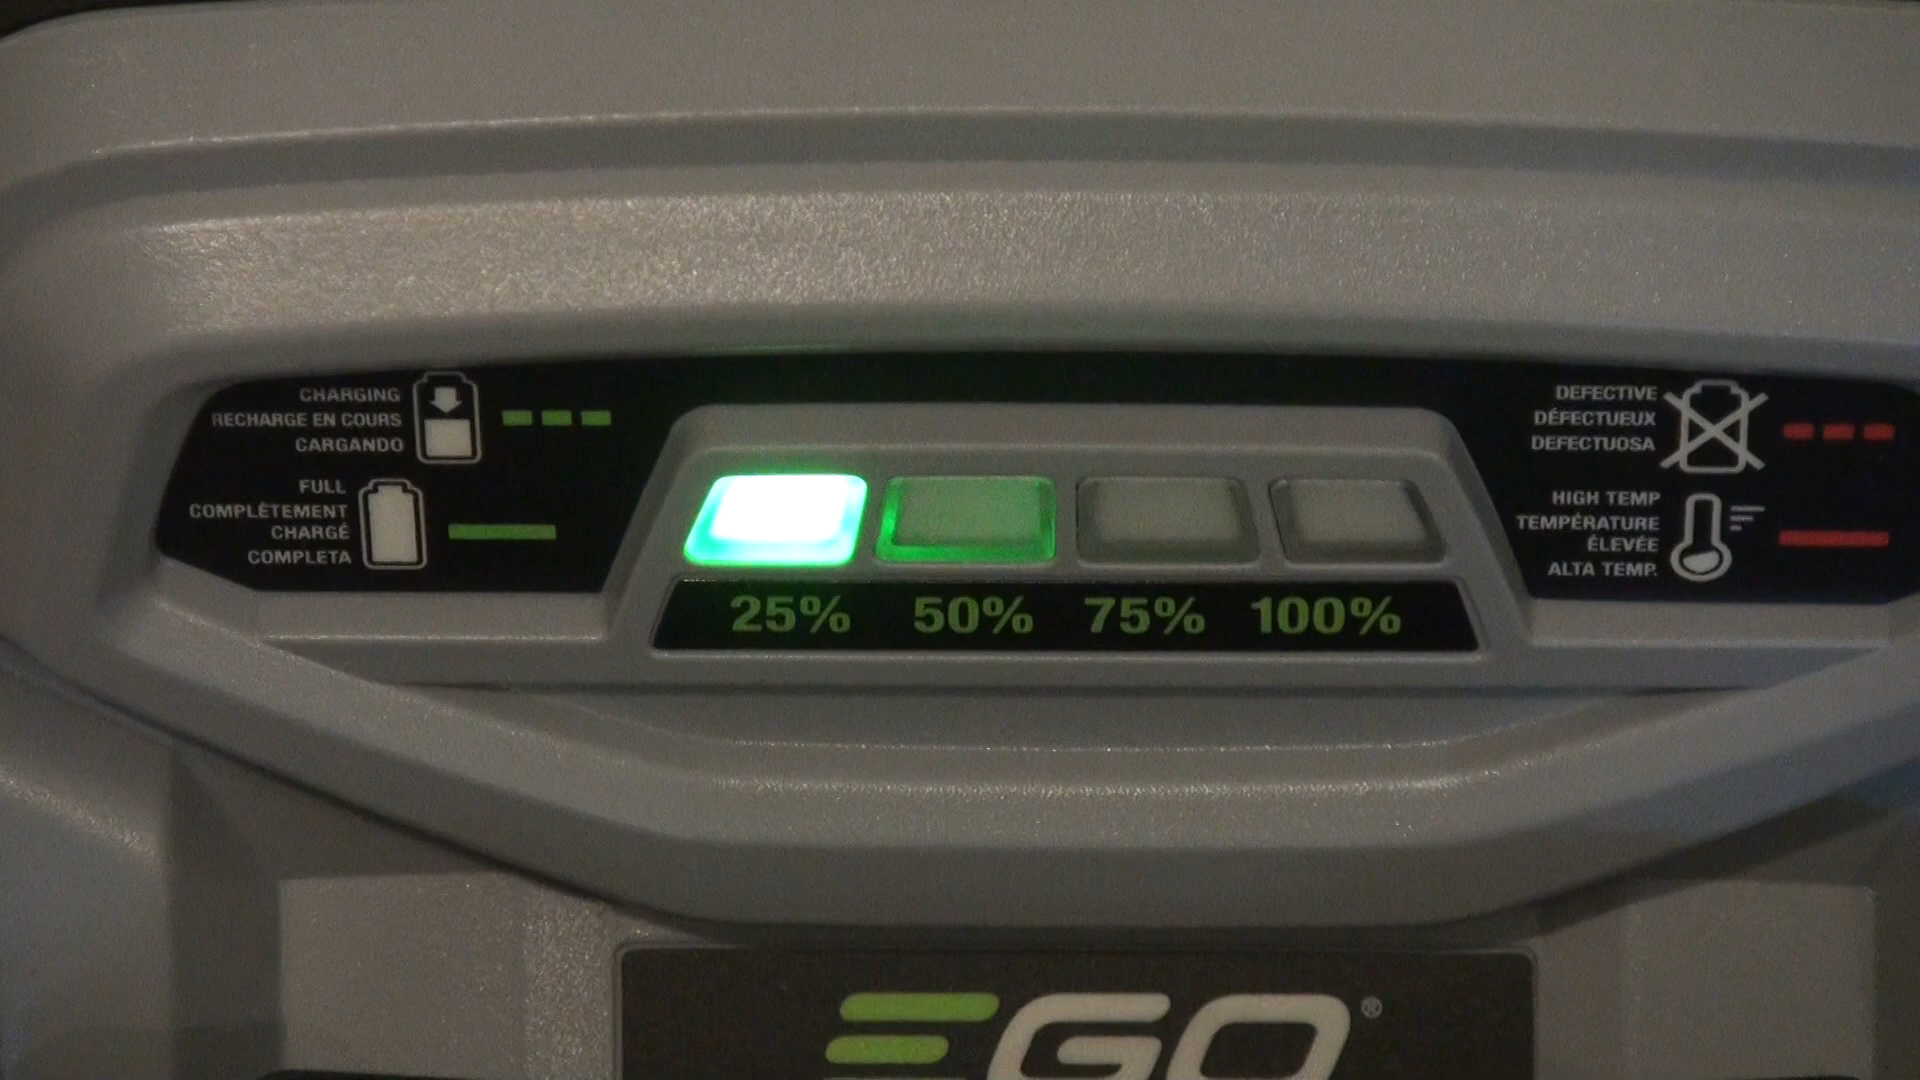 CHARGING
RECHARGE EN COURS
CARGANDO
FULL
COMPLÈTEMENT
CHARGÉ
COMPLETA
25% 50% 75% 100%
DEFECTIVE
DÉFECTUEUX
DEFECTUOSA
HIGH TEMP
TEMPÉRATURE
ÉLEVÉE
ALTA TEMP.
EGO®